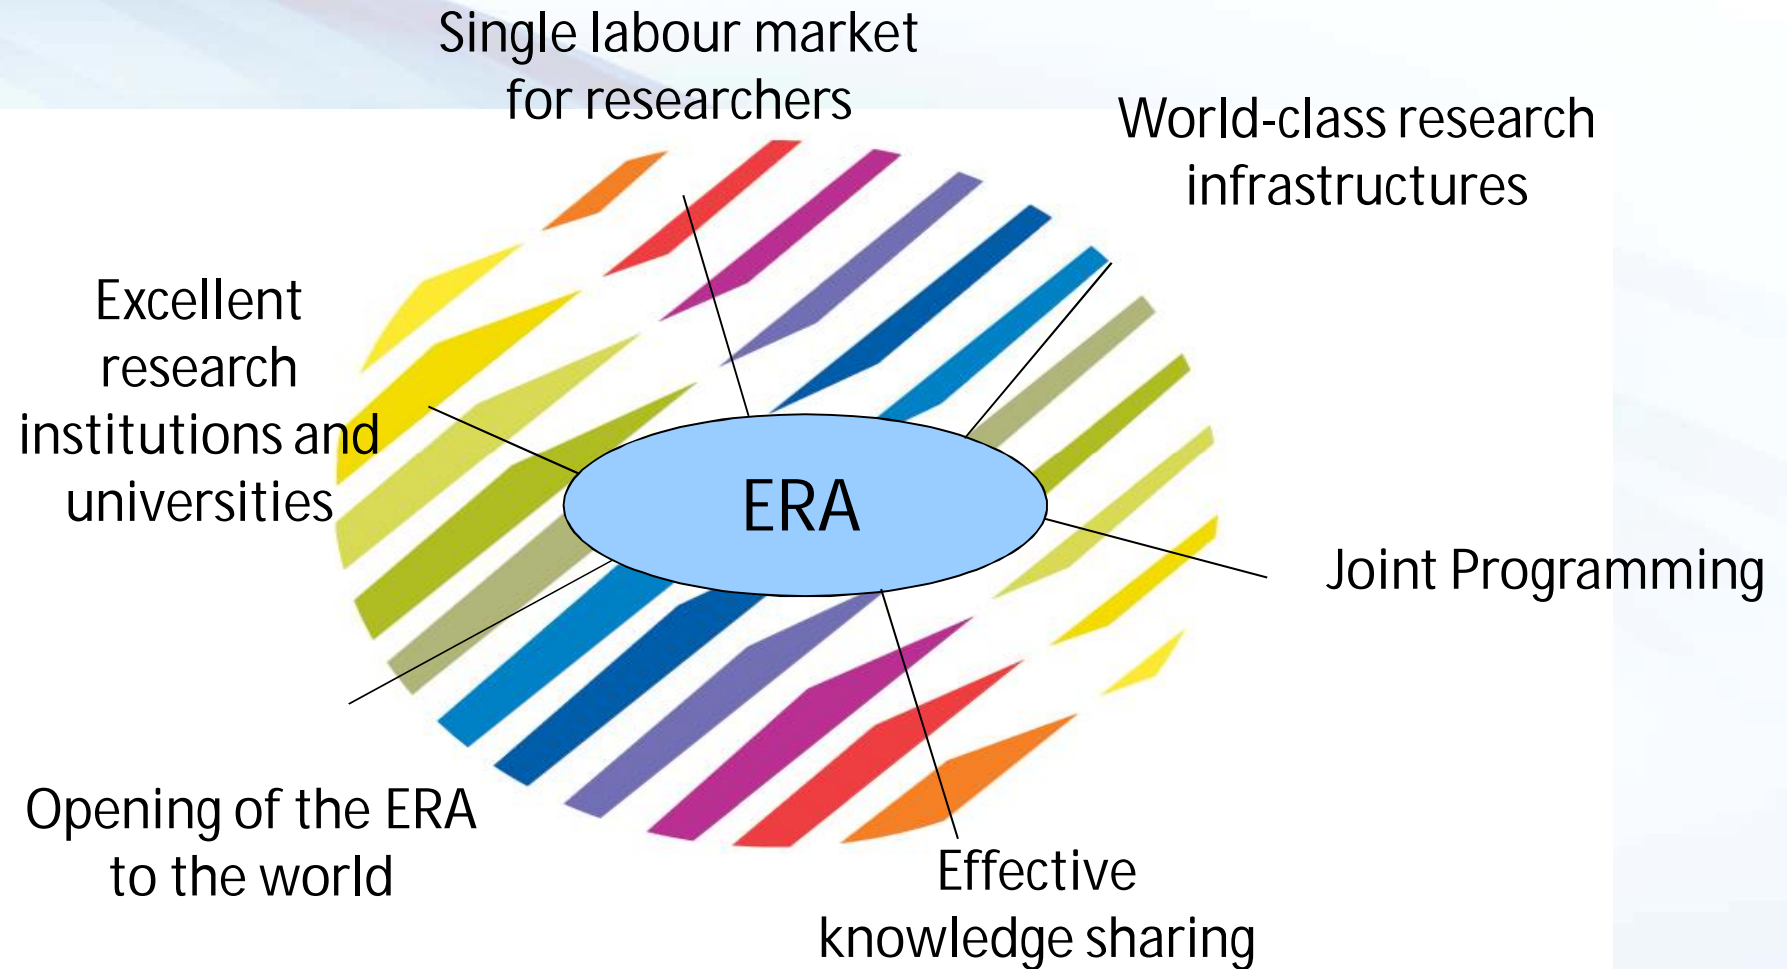 Single labour market
for researchers
World-class research
infrastructures
Excellent
research
institutions and
universities
ERA
Joint Programming
Opening of the ERA
to the world
Effective
knowledge sharing